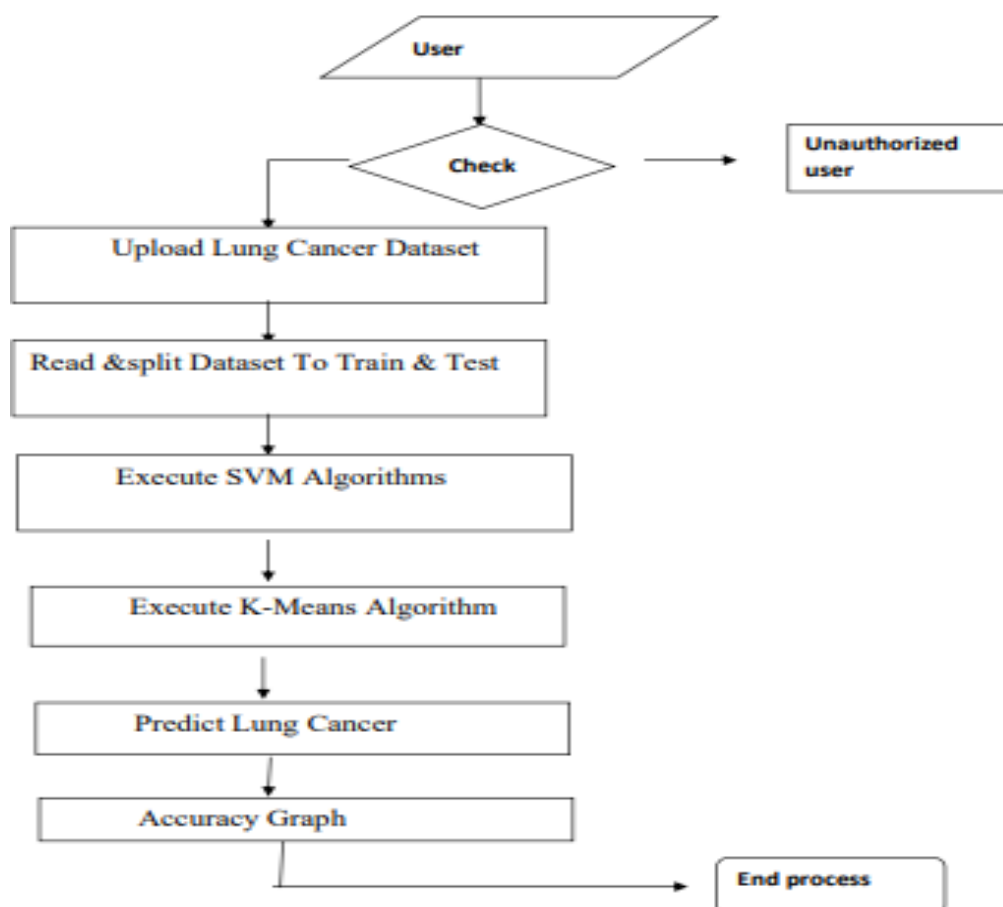 User
Check
Unauthorized
user
Upload Lung Cancer Dataset
Read &split Dataset To Train & Test
Execute SVM Algorithms
Execute K-Means Algorithm
Predict Lung Cancer
Accuracy Graph
End process